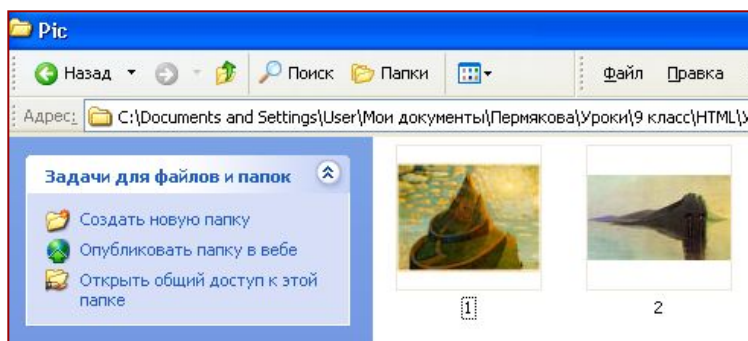 Pic
Назад Поиск Папки Файл Правка
Адрес: C:\Documents and Settings\User\Мои документы\Пермякова\Уроки\9 класс\HTML\
Задачи для файлов и папок
Создать новую папку
Опубликовать папку в вебе
Открыть общий доступ к этой
папке
1 2